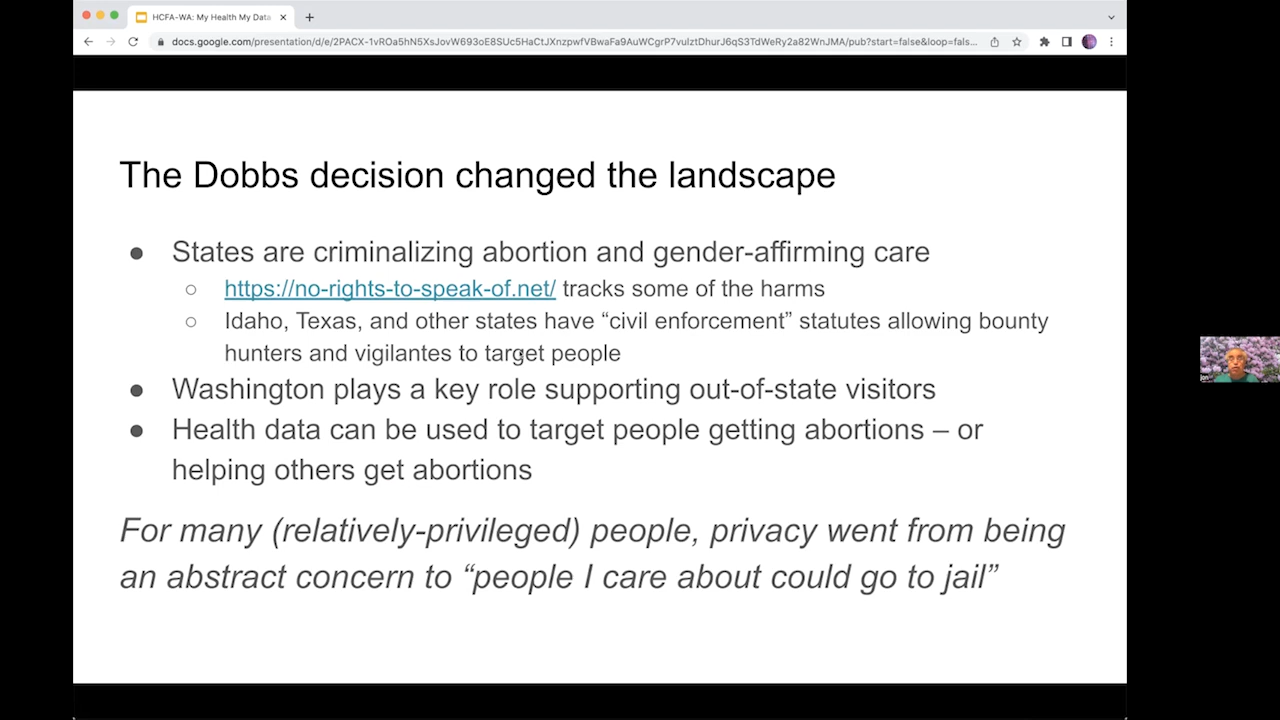 HCFA-WA: My Health My Data
docs.google.com/presentation/d/e/2PACX-1vROa5hN5XsJovW693oE8SUc5HaCtJXnzpwfVBwaFa9AuWCgrP7vulztDhurJ6qS3TdWeRy2a82WnJMA/pub?start=false&loop=fals...
The Dobbs decision changed the landscape
● States are criminalizing abortion and gender-affirming care
○ https://no-rights-to-speak-of.net/ tracks some of the harms
○ Idaho, Texas, and other states have “civil enforcement” statutes allowing bounty
hunters and vigilantes to target people
● Washington plays a key role supporting out-of-state visitors
● Health data can be used to target people getting abortions – or
helping others get abortions
For many (relatively-privileged) people, privacy went from being
an abstract concern to “people I care about could go to jail”